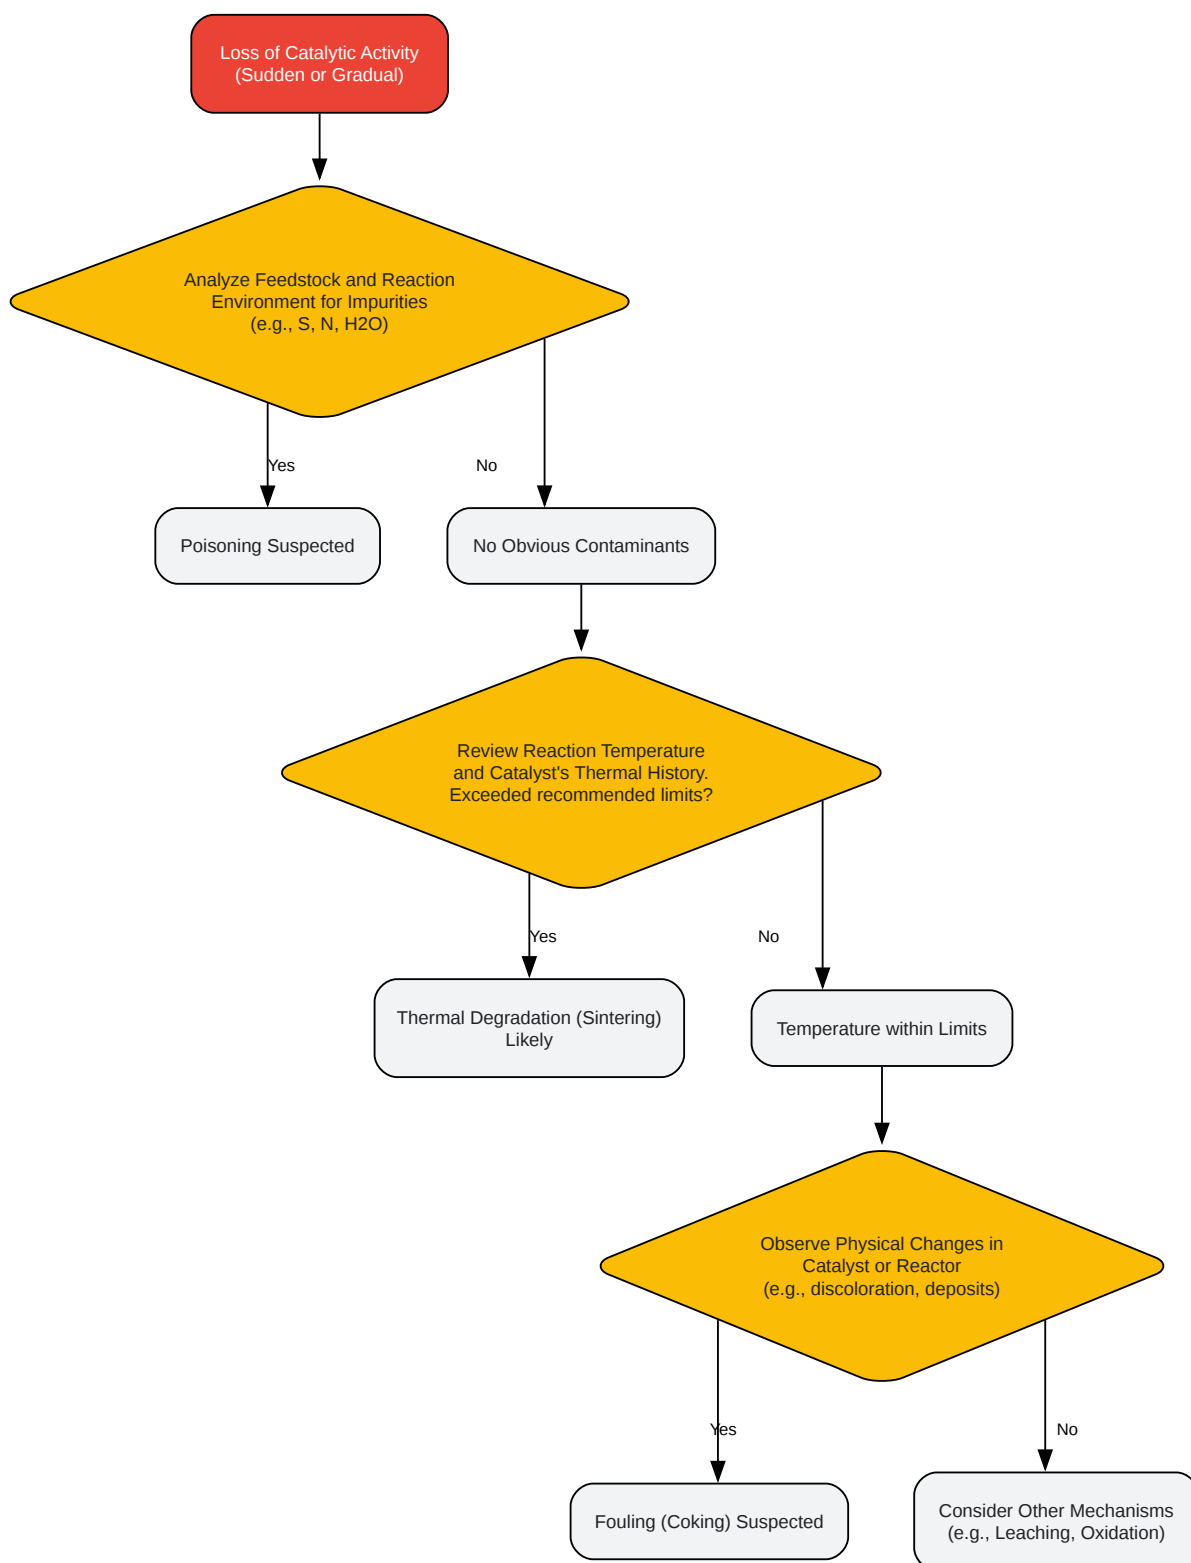 Loss of Catalytic Activity
(Sudden or Gradual)
Analyze Feedstock and Reaction
Environment for Impurities
(e.g., S, N, H2O)
Yes
No
Poisoning Suspected
No Obvious Contaminants
Review Reaction Temperature
and Catalyst's Thermal History.
Exceeded recommended limits?
Yes
No
Thermal Degradation (Sintering)
Likely
Temperature within Limits
Observe Physical Changes in
Catalyst or Reactor
(e.g., discoloration, deposits)
Yes
No
Fouling (Coking) Suspected
Consider Other Mechanisms
(e.g., Leaching, Oxidation)